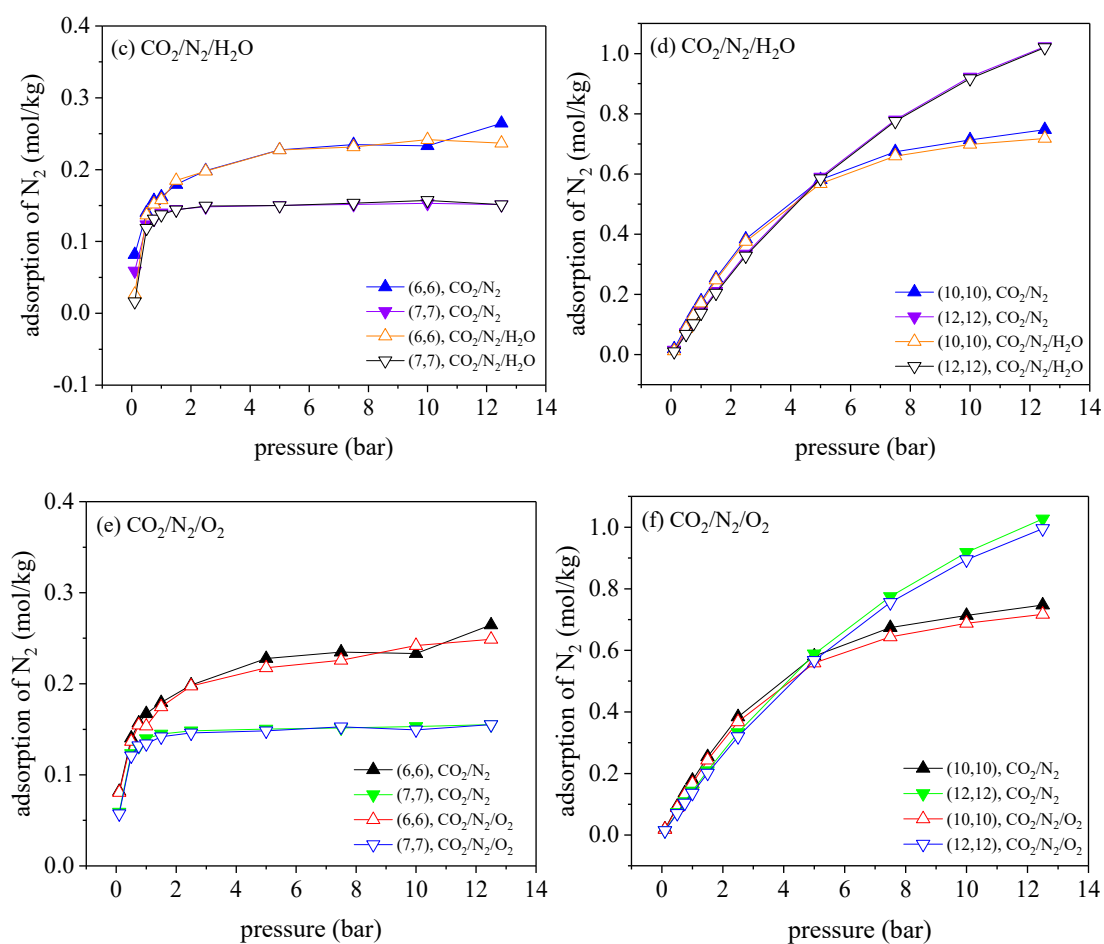 (c) CO₂/N₂/H₂O
adsorption of N₂ (mol/kg)
0.4
0.3
0.2
0.1
0.0
-0.1
(6,6), CO₂/N₂
(7,7), CO₂/N₂
(6,6), CO₂/N₂/H₂O
(7,7), CO₂/N₂/H₂O
0 2 4 6 8 10 12 14
pressure (bar)
(d) CO₂/N₂/H₂O
adsorption of N₂ (mol/kg)
1.0
0.8
0.6
0.4
0.2
0.0
(10,10), CO₂/N₂
(12,12), CO₂/N₂
(10,10), CO₂/N₂/H₂O
(12,12), CO₂/N₂/H₂O
0 2 4 6 8 10 12 14
pressure (bar)
(e) CO₂/N₂/O₂
adsorption of N₂ (mol/kg)
0.4
0.3
0.2
0.1
0.0
(6,6), CO₂/N₂
(7,7), CO₂/N₂
(6,6), CO₂/N₂/O₂
(7,7), CO₂/N₂/O₂
0 2 4 6 8 10 12 14
pressure (bar)
(f) CO₂/N₂/O₂
adsorption of N₂ (mol/kg)
1.0
0.8
0.6
0.4
0.2
0.0
(10,10), CO₂/N₂
(12,12), CO₂/N₂
(10,10), CO₂/N₂/O₂
(12,12), CO₂/N₂/O₂
0 2 4 6 8 10 12 14
pressure (bar)